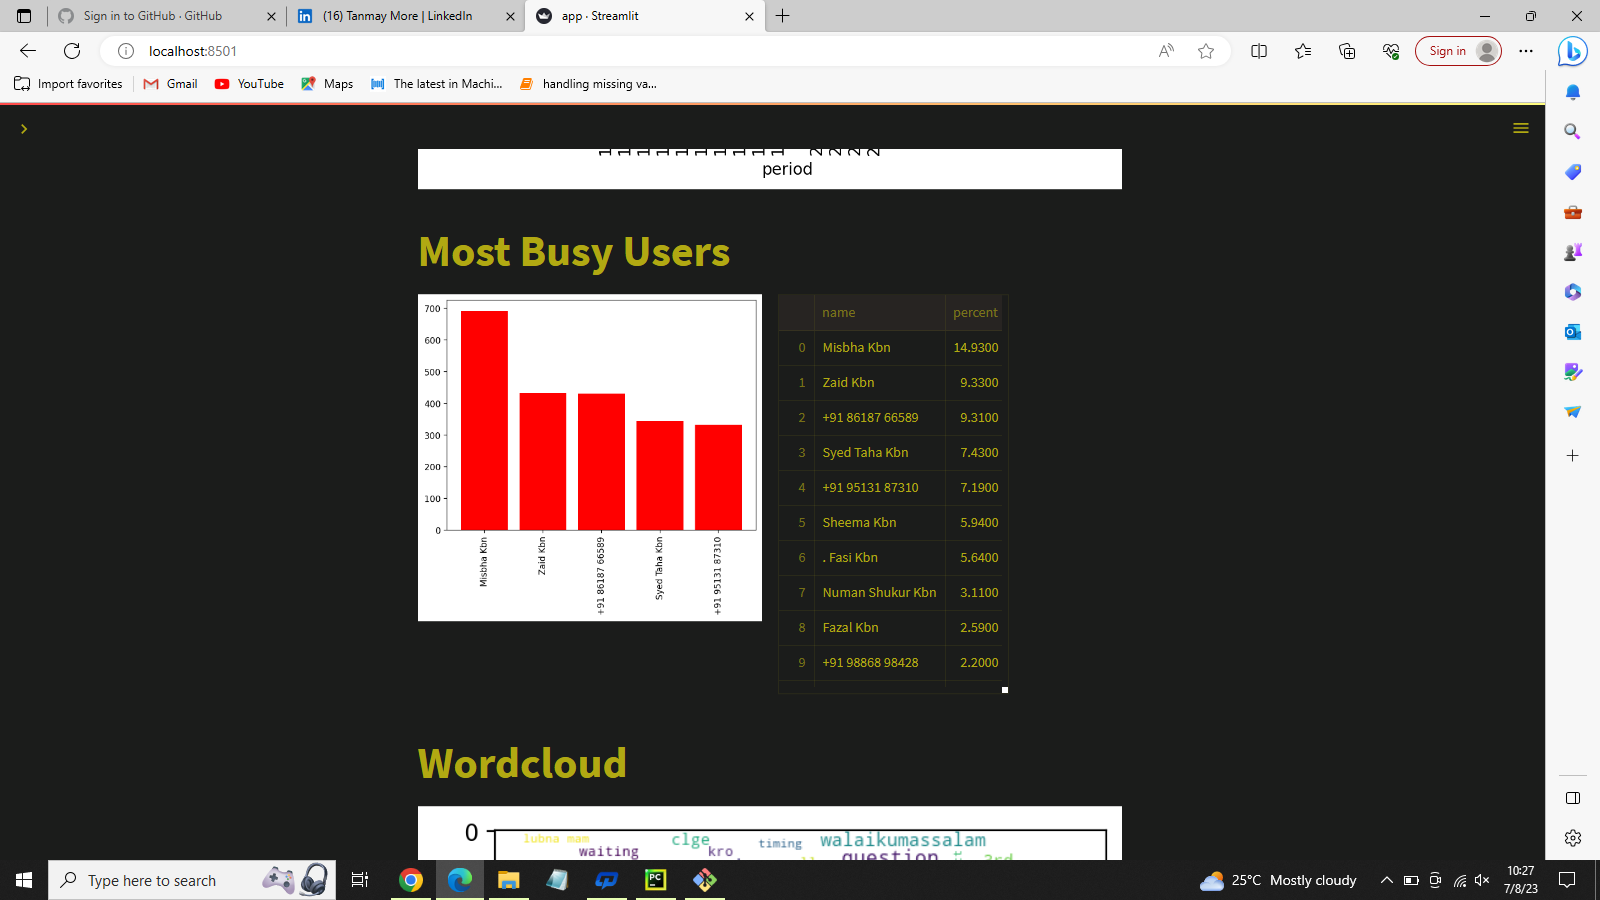 Sign in to GitHub · GitHub
(16) Tanmay More | LinkedIn
app · Streamlit
localhost:8501
Sign in
Import favorites
Gmail
YouTube
Maps
The latest in Machi...
handling missing va...
period
Most Busy Users
700
600
500
400
300
200
100
0
Misbha Kbn
Zaid Kbn
+91 86187 66589
Syed Taha Kbn
+91 95131 87310
name percent
0 Misbha Kbn 14.9300
1 Zaid Kbn 9.3300
2 +91 86187 66589 9.3100
3 Syed Taha Kbn 7.4300
4 +91 95131 87310 7.1900
5 Sheema Kbn 5.9400
6 . Fasi Kbn 5.6400
7 Numan Shukur Kbn 3.1100
8 Fazal Kbn 2.5900
9 +91 98868 98428 2.2000
Wordcloud
0
lubna mam
clge
timing
walaikumassalam
waiting
kro
question
3rd
Type here to search
25°C Mostly cloudy
10:27
7/8/23